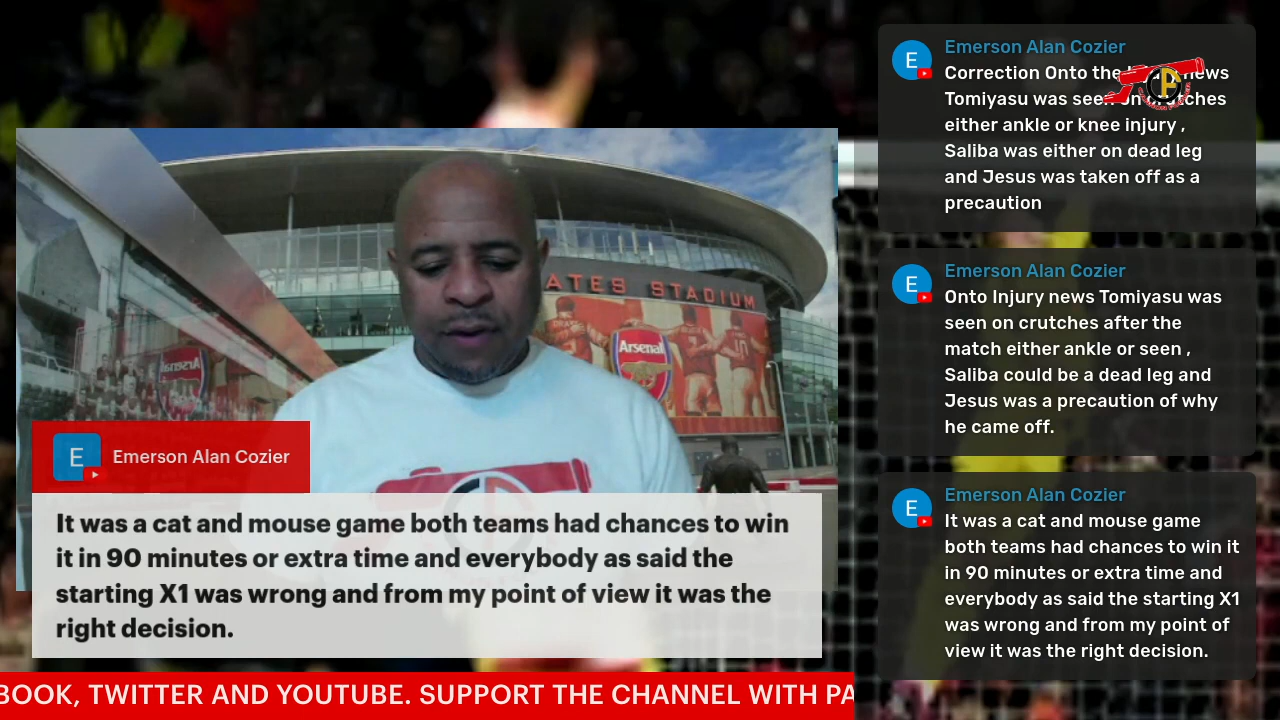 ATES STADIUM
Arsenal
E
Emerson Alan Cozier
It was a cat and mouse game both teams had chances to win
it in 90 minutes or extra time and everybody as said the
starting X1 was wrong and from my point of view it was the
right decision.
BOOK, TWITTER AND YOUTUBE. SUPPORT THE CHANNEL WITH PA
E
Emerson Alan Cozier
Correction Onto the news
Tomiyasu was seen on crutches
either ankle or knee injury ,
Saliba was either on dead leg
and Jesus was taken off as a
precaution
E
Emerson Alan Cozier
Onto Injury news Tomiyasu was
seen on crutches after the
match either ankle or seen ,
Saliba could be a dead leg and
Jesus was a precaution of why
he came off.
E
Emerson Alan Cozier
It was a cat and mouse game
both teams had chances to win it
in 90 minutes or extra time and
everybody as said the starting X1
was wrong and from my point of
view it was the right decision.